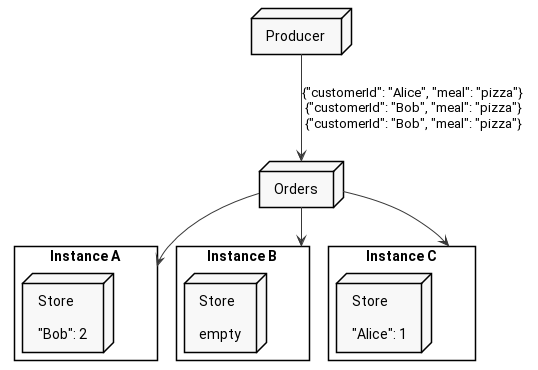 Producer
{"customerId": "Alice", "meal": "pizza"}
{"customerId": "Bob", "meal": "pizza"}
{"customerId": "Bob", "meal": "pizza"}
Orders
Instance A
Instance B
Instance C
Store
"Bob": 2
Store
empty
Store
"Alice": 1